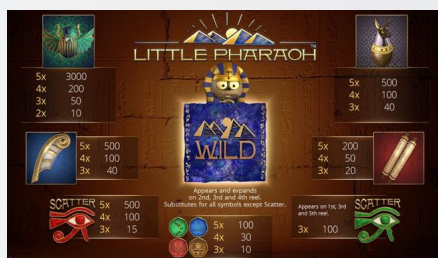 LITTLE PHARAOH™
5x 3000
4x 200
3x 50
2x 10
5x 500
4x 100
3x 40
WILD
5x 500
4x 100
3x 40
5x 200
4x 50
3x 20
Appears and expands
on 2nd, 3rd and 4th reel.
Substitutes for all symbols except Scatter.
SCATTER
5x 500
4x 100
3x 15
5x 100
4x 30
3x 10
Appears on 1st, 3rd
and 5th reel.
3x 100
SCATTER